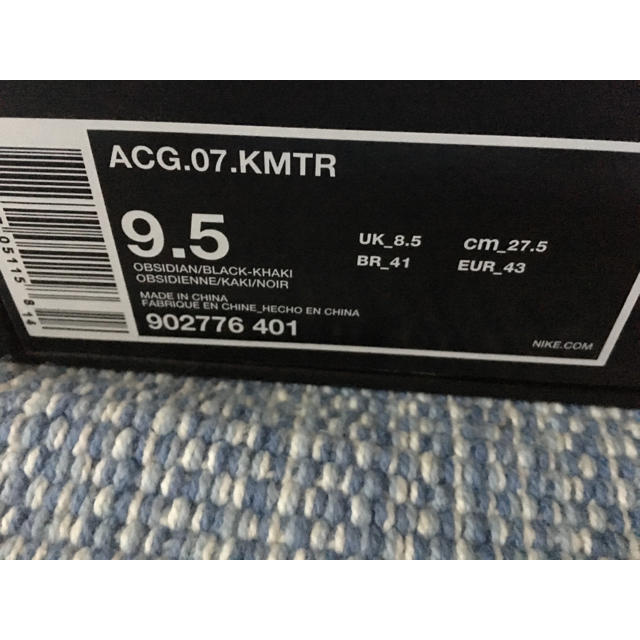 ACG.07.KMTR
9.5
UK_8.5 cm_27.5
BR_41 EUR_43
OBSIDIAN/BLACK-KHAKI
OBSIDIENNE/KAKI/NOIR
MADE IN CHINA
FABRIQUE EN CHINE_HECHO EN CHINA
902776 401
NIKE.COM